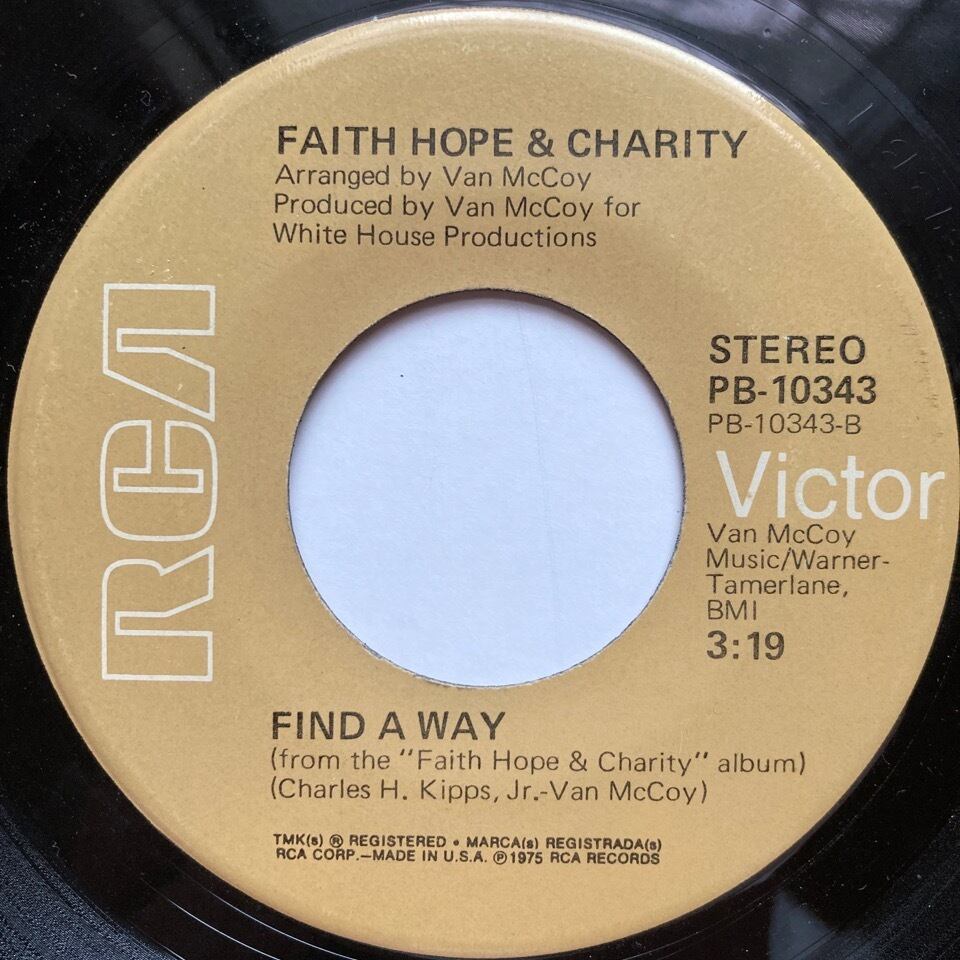 FAITH HOPE & CHARITY
Arranged by Van McCoy
Produced by Van McCoy for
White House Productions
RCA
STEREO
PB-10343
PB-10343-B
Victor
Van McCoy
Music/Warner-
Tamerlane,
BMI
3:19
FIND A WAY
(from the "Faith Hope & Charity" album)
(Charles H. Kipps, Jr.-Van McCoy)
TMK(s) ® REGISTERED • MARCA(s) REGISTRADA(s)
RCA CORP.—MADE IN U.S.A. ℗ 1975 RCA RECORDS